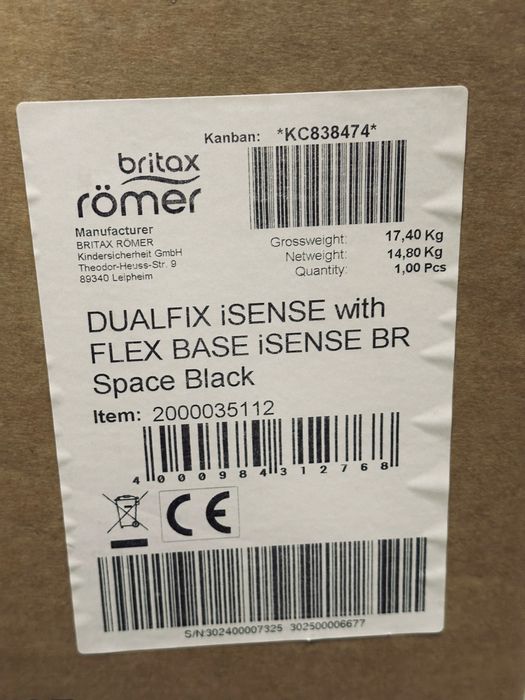 Kanban: *KC838474*
britax
römer
Manufacturer
BRITAX RÖMER
Kindersicherheit GmbH
Theodor-Heuss-Str. 9
89340 Leipheim
Grossweight: 17,40 Kg
Netweight: 14,80 Kg
Quantity: 1,00 Pcs
DUALFIX iSENSE with
FLEX BASE iSENSE BR
Space Black
Item: 2000035112
4 000984 312768
CE
S/N:302400007325 302500006677